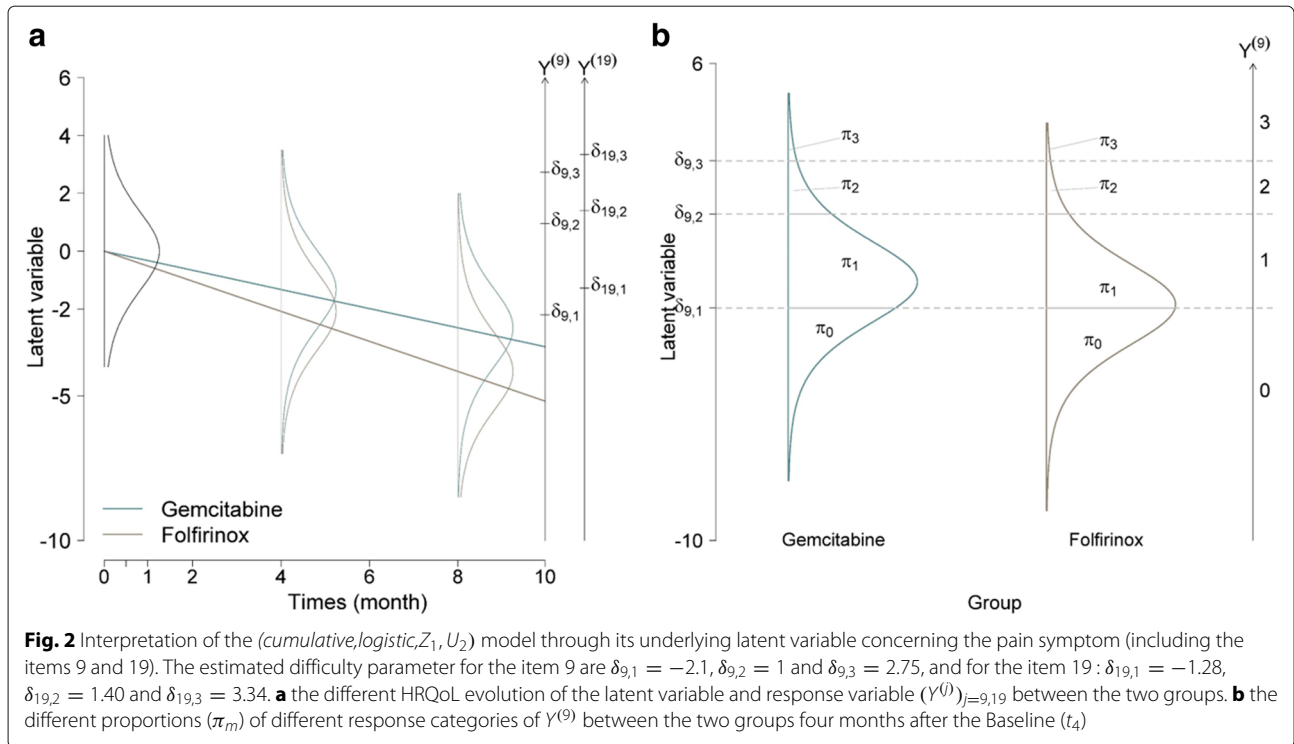 a
Y(9) Y(19)
6
4
2
0
-2
-5
-10
Latent variable
δ19,3
δ9,3
δ19,2
δ9,2
δ19,1
δ9,1
Gemcitabine
Folfirinox
0 1 2 4 6 8 10
Times (month)
b
Y(9)
6
δ9,3
δ9,2
δ9,1
-10
Latent variable
π3
π2
π1
π0
π3
π2
π1
π0
3
2
1
0
Gemcitabine Folfirinox
Group
Fig. 2 Interpretation of the (cumulative,logistic,Z1, U2) model through its underlying latent variable concerning the pain symptom (including the
items 9 and 19). The estimated difficulty parameter for the item 9 are δ9,1 = −2.1, δ9,2 = 1 and δ9,3 = 2.75, and for the item 19 : δ19,1 = −1.28,
δ19,2 = 1.40 and δ19,3 = 3.34. a the different HRQoL evolution of the latent variable and response variable (Y(j))j=9,19 between the two groups. b the
different proportions (πm) of different response categories of Y(9) between the two groups four months after the Baseline (t4)